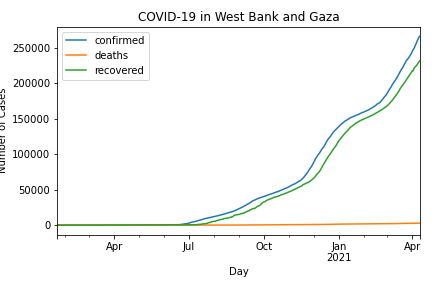 COVID-19 in West Bank and Gaza
confirmed
deaths
recovered
250000
200000
150000
100000
50000
0
Number of Cases
Apr
Jul
Oct
Jan
2021
Apr
Day